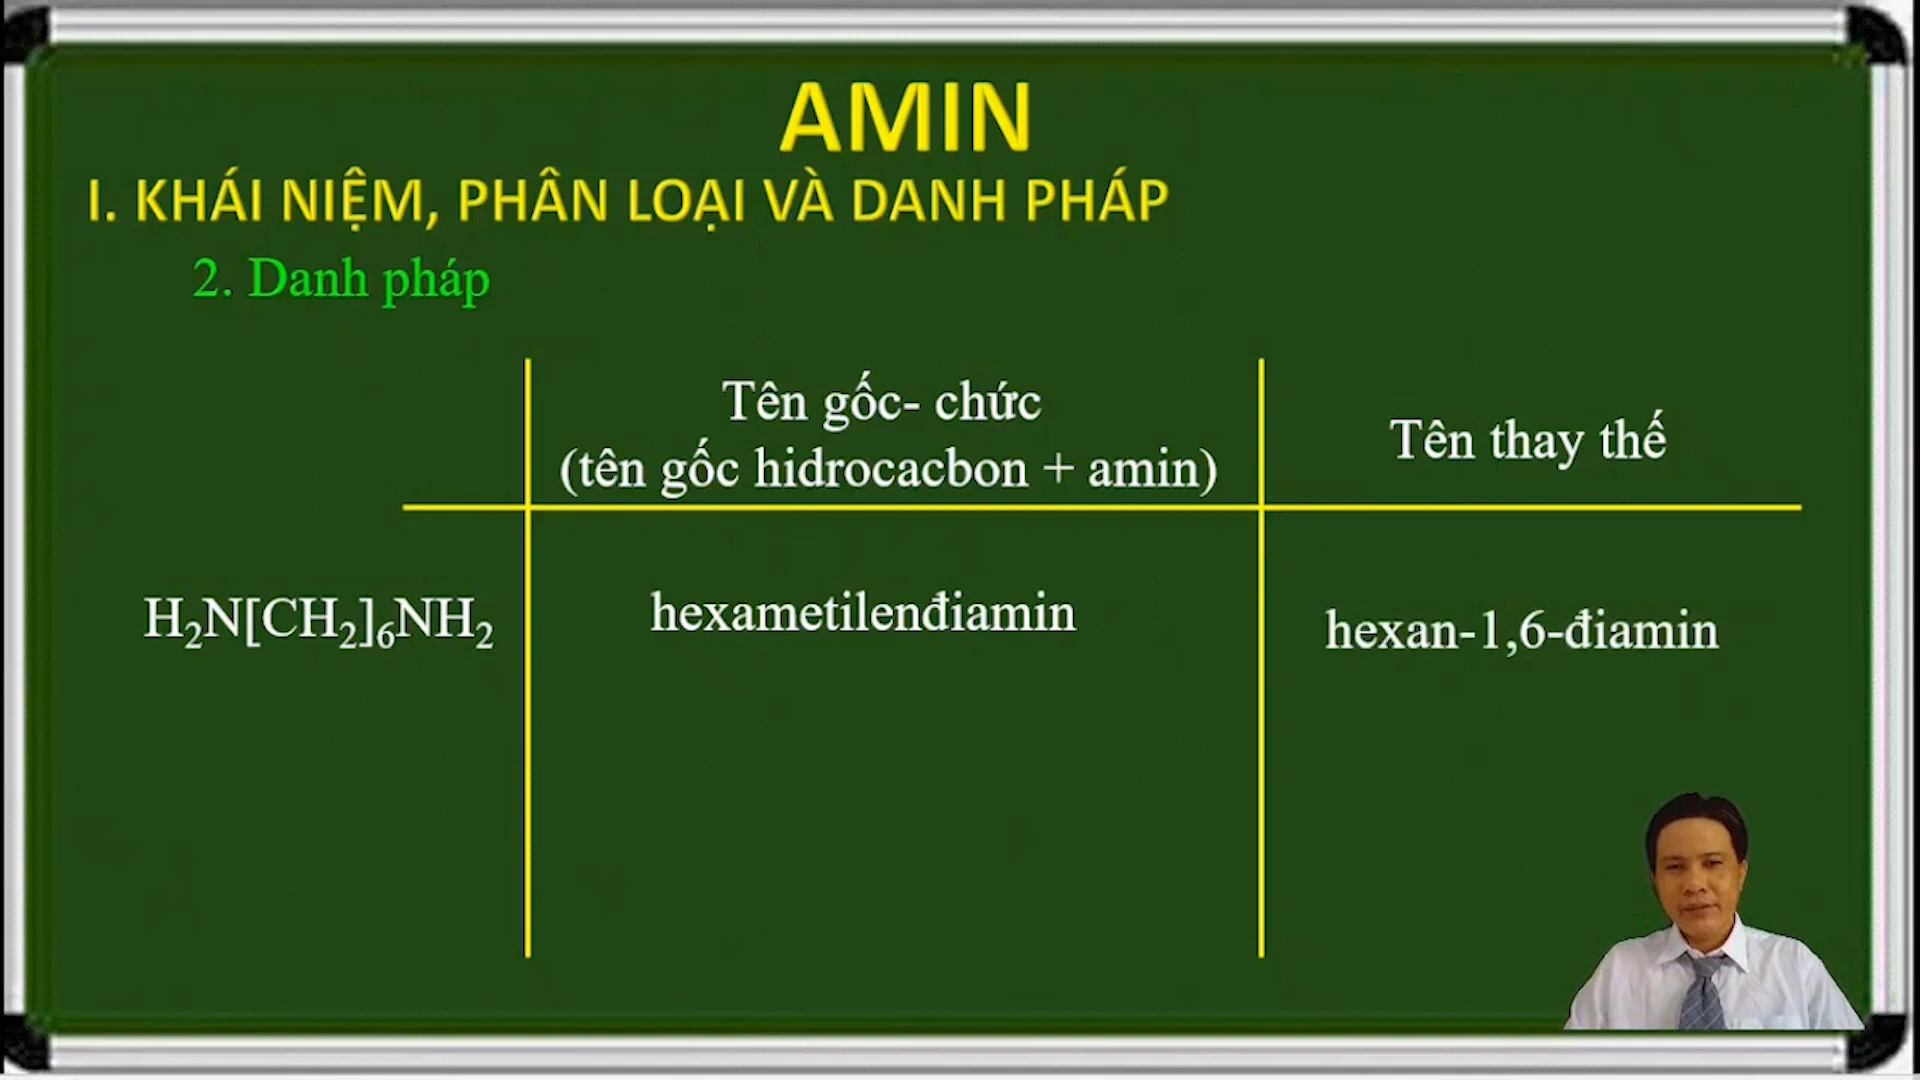 AMIN
I. KHÁI NIỆM, PHÂN LOẠI VÀ DANH PHÁP
2. Danh pháp
Tên gốc- chức
(tên gốc hidrocacbon + amin)
Tên thay thế
H₂N[CH₂]₆NH₂
hexametilenđiamin
hexan-1,6-điamin